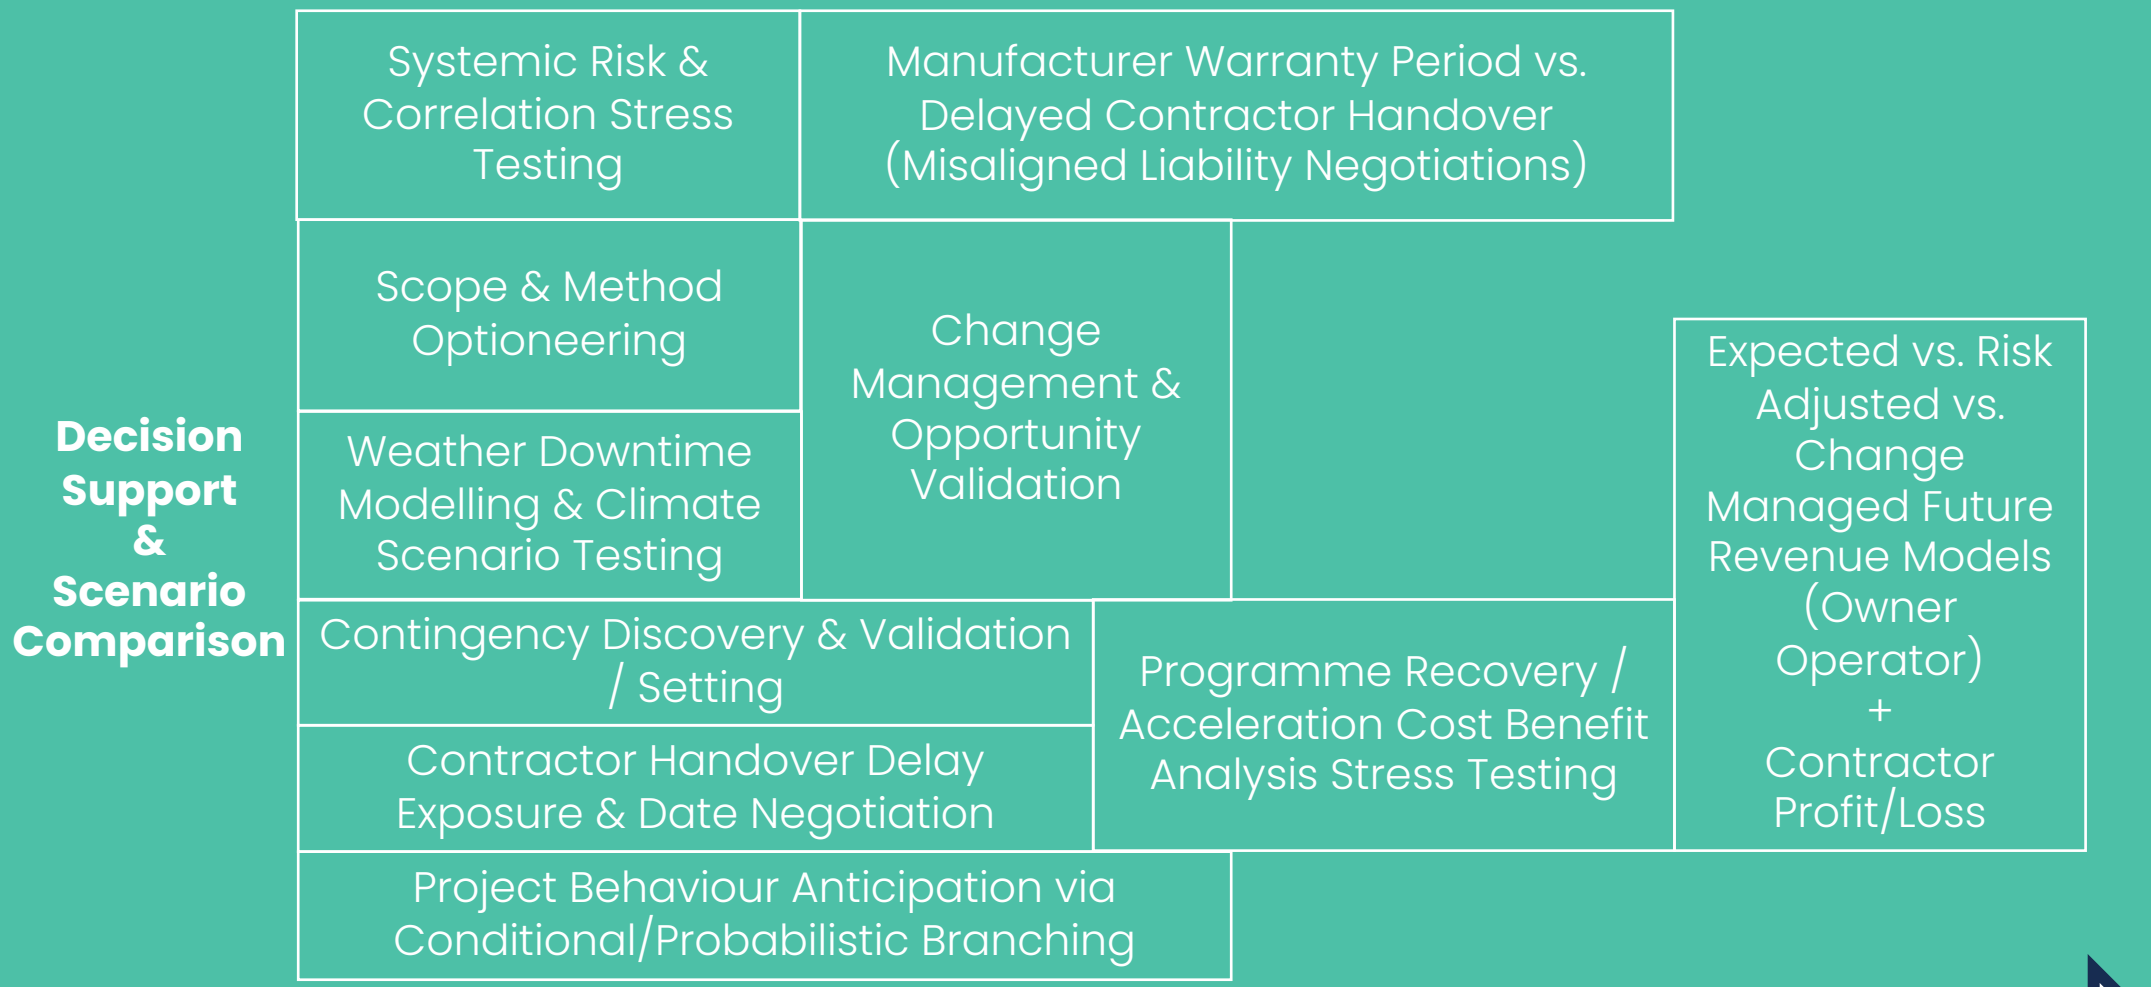 Decision
Support
&
Scenario
Comparison
Systemic Risk &
Correlation Stress
Testing
Manufacturer Warranty Period vs.
Delayed Contractor Handover
(Misaligned Liability Negotiations)
Scope & Method
Optioneering
Change
Management &
Opportunity
Validation
Weather Downtime
Modelling & Climate
Scenario Testing
Contingency Discovery & Validation
/ Setting
Contractor Handover Delay
Exposure & Date Negotiation
Programme Recovery /
Acceleration Cost Benefit
Analysis Stress Testing
Project Behaviour Anticipation via
Conditional/Probabilistic Branching
Expected vs. Risk
Adjusted vs.
Change
Managed Future
Revenue Models
(Owner
Operator)
+
Contractor
Profit/Loss